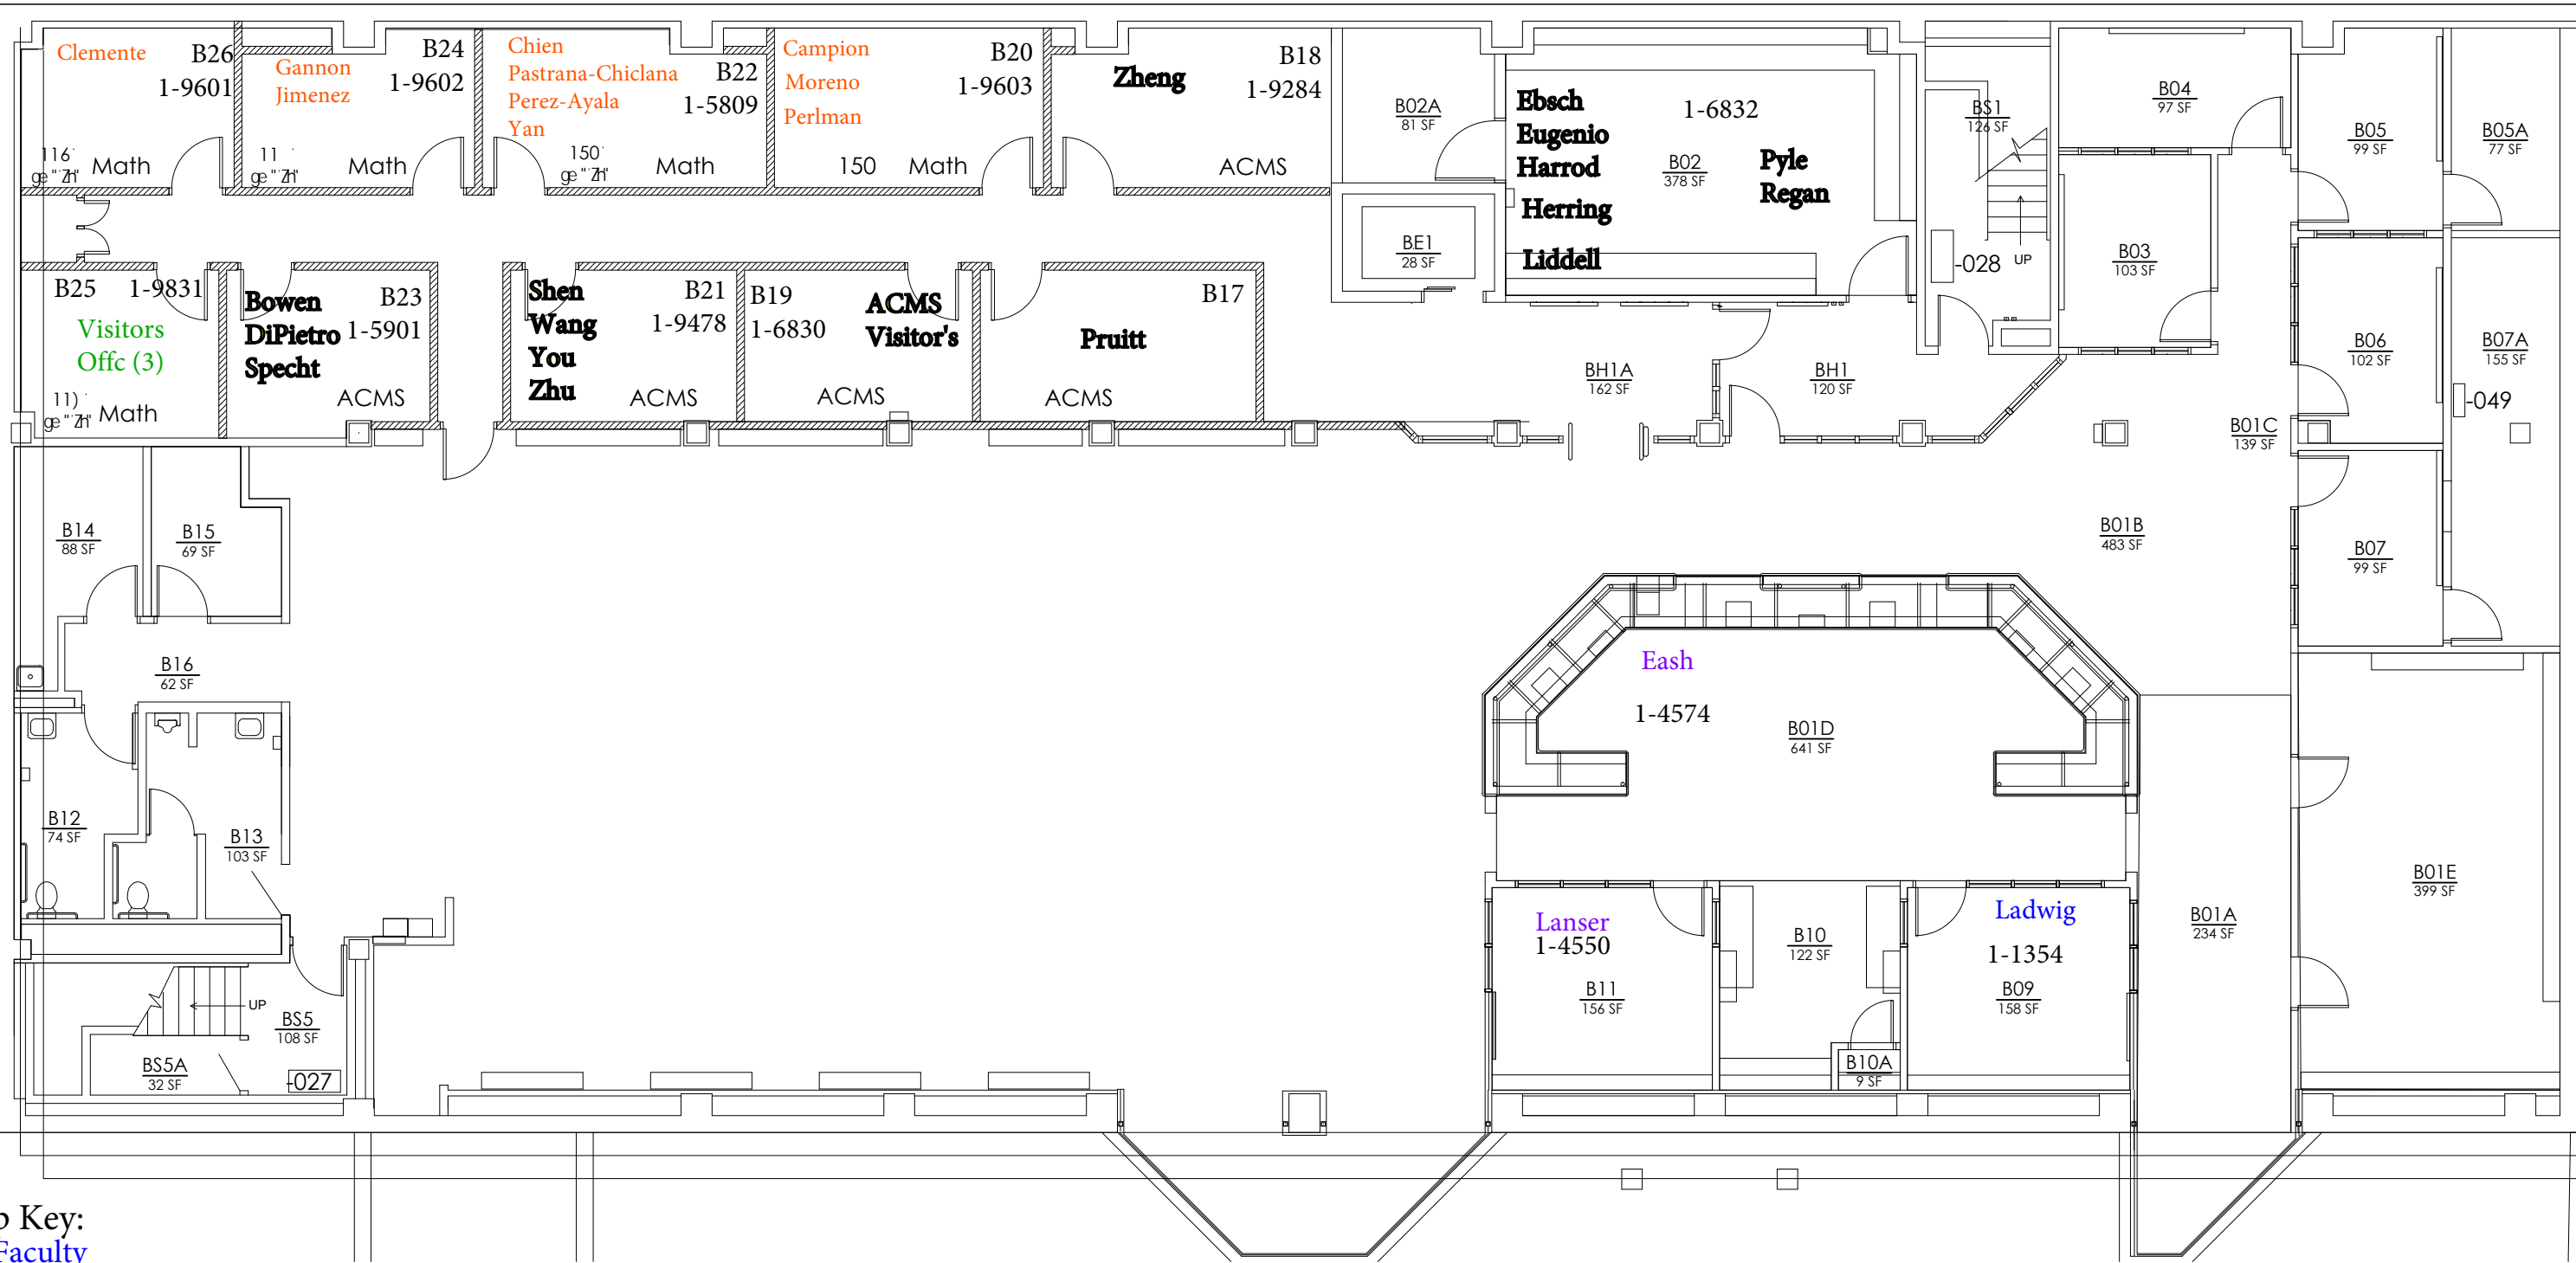 Clemente
B26
1-9601
Math
Gannon
Jimenez
B24
1-9602
Math
Chien
Pastrana-Chiclana
Perez-Ayala
Yan
B22
1-5809
150
Math
Campion
Moreno
Perlman
B20
1-9603
150 Math
Zheng
B18
1-9284
ACMS
B02A
81 SF
Ebsch
Eugenio
Harrod
Herring
Liddell
1-6832
B02
378 SF
Pyle
Regan
BS1
126 SF
-028
UP
B04
97 SF
B03
103 SF
B05
99 SF
B05A
77 SF
BE1
28 SF
B25 1-9831
Visitors
Offc (3)
Math
Bowen
DiPietro
Specht
B23
1-5901
ACMS
Shen
Wang
You
Zhu
B21
1-9478
ACMS
B19
1-6830
ACMS
Visitor's
ACMS
B17
Pruitt
ACMS
BH1A
162 SF
BH1
120 SF
B06
102 SF
B07A
155 SF
-049
B01C
139 SF
B14
88 SF
B15
69 SF
B01B
483 SF
B07
99 SF
B16
62 SF
Eash
1-4574
B01D
641 SF
B12
74 SF
B13
103 SF
B01E
399 SF
Lanser
1-4550
B11
156 SF
B10
122 SF
B10A
9 SF
Ladwig
1-1354
B09
158 SF
B01A
234 SF
UP
BS5
108 SF
BS5A
32 SF
-027
Key:
Faculty